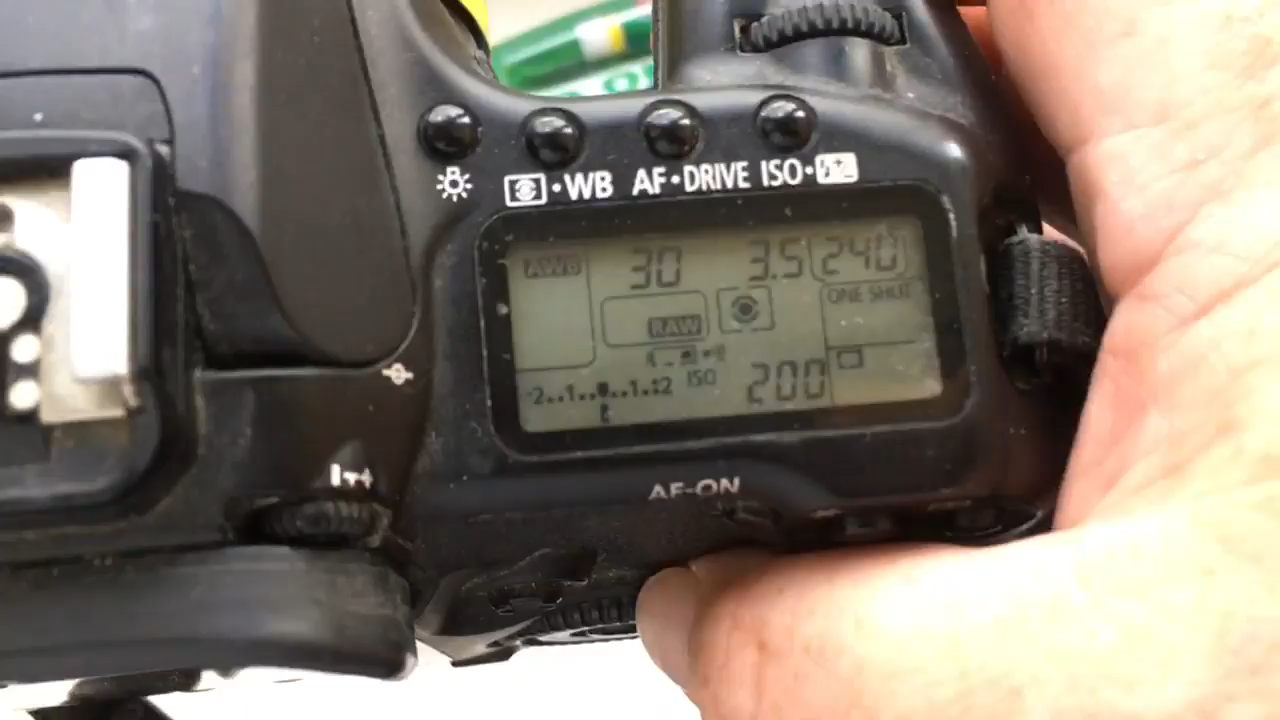 WB AF•DRIVE ISO•
AWB 30 3.5 240
RAW ONE SHOT
-2..1..▮..1.:2 ISO 200
AF-ON